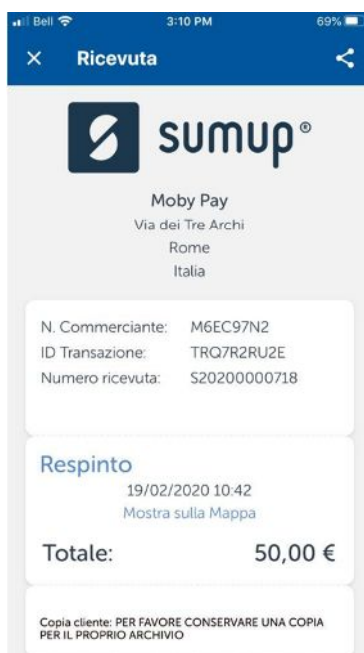 Bell 3:10 PM 69%
× Ricevuta
sumup®
Moby Pay
Via dei Tre Archi
Rome
Italia
N. Commerciante: M6EC97N2
ID Transazione: TRQ7R2RU2E
Numero ricevuta: S20200000718
Respinto
19/02/2020 10:42
Mostra sulla Mappa
Totale: 50,00 €
Copia cliente: PER FAVORE CONSERVARE UNA COPIA
PER IL PROPRIO ARCHIVIO